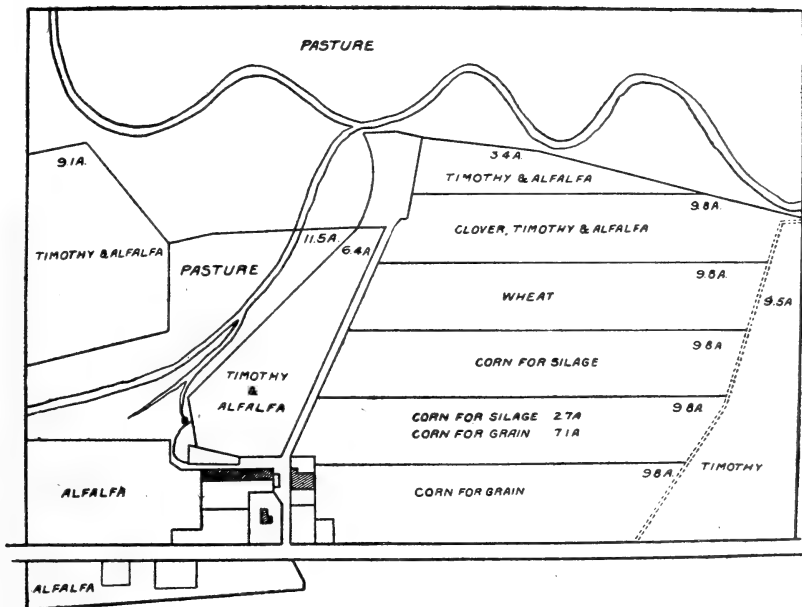 PASTURE
9.1A.
3.4A.
TIMOTHY & ALFALFA
9.8A.
CLOVER, TIMOTHY & ALFALFA
11.5A.
6.4A
TIMOTHY & ALFALFA
PASTURE
9.8A.
9.5A
WHEAT
9.8A
CORN FOR SILAGE
TIMOTHY
&
ALFALFA
9.8A
CORN FOR SILAGE 2.7A
CORN FOR GRAIN 7.1A
9.8A.
TIMOTHY
ALFALFA
CORN FOR GRAIN
ALFALFA